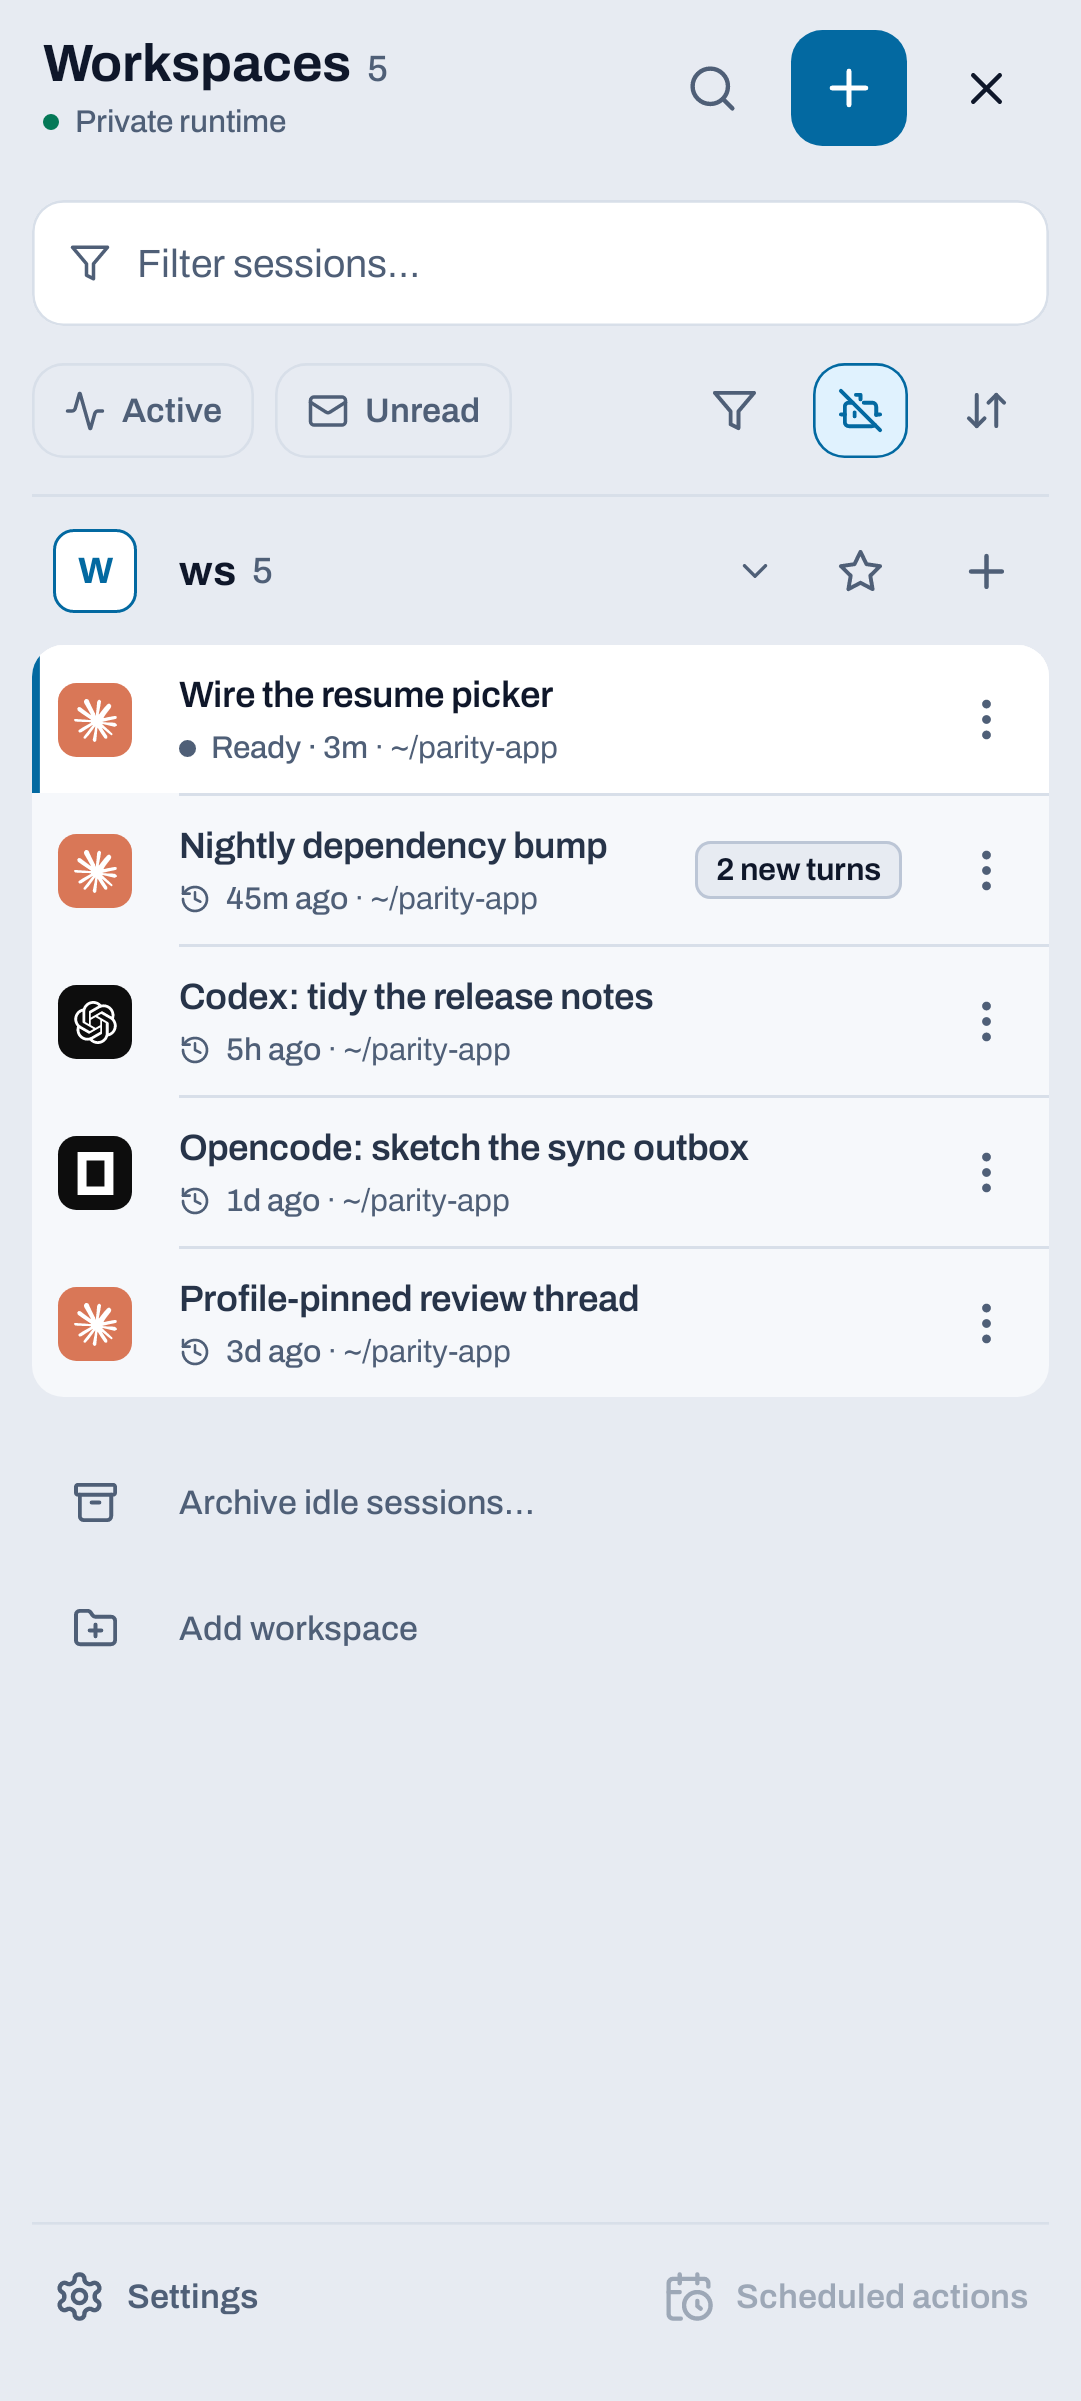 Workspaces 5
Private runtime
Filter sessions...
Active
Unread
W
ws 5
Wire the resume picker
Ready · 3m · ~/parity-app
Nightly dependency bump
45m ago · ~/parity-app
2 new turns
Codex: tidy the release notes
5h ago · ~/parity-app
Opencode: sketch the sync outbox
1d ago · ~/parity-app
Profile-pinned review thread
3d ago · ~/parity-app
Archive idle sessions...
Add workspace
Settings
Scheduled actions